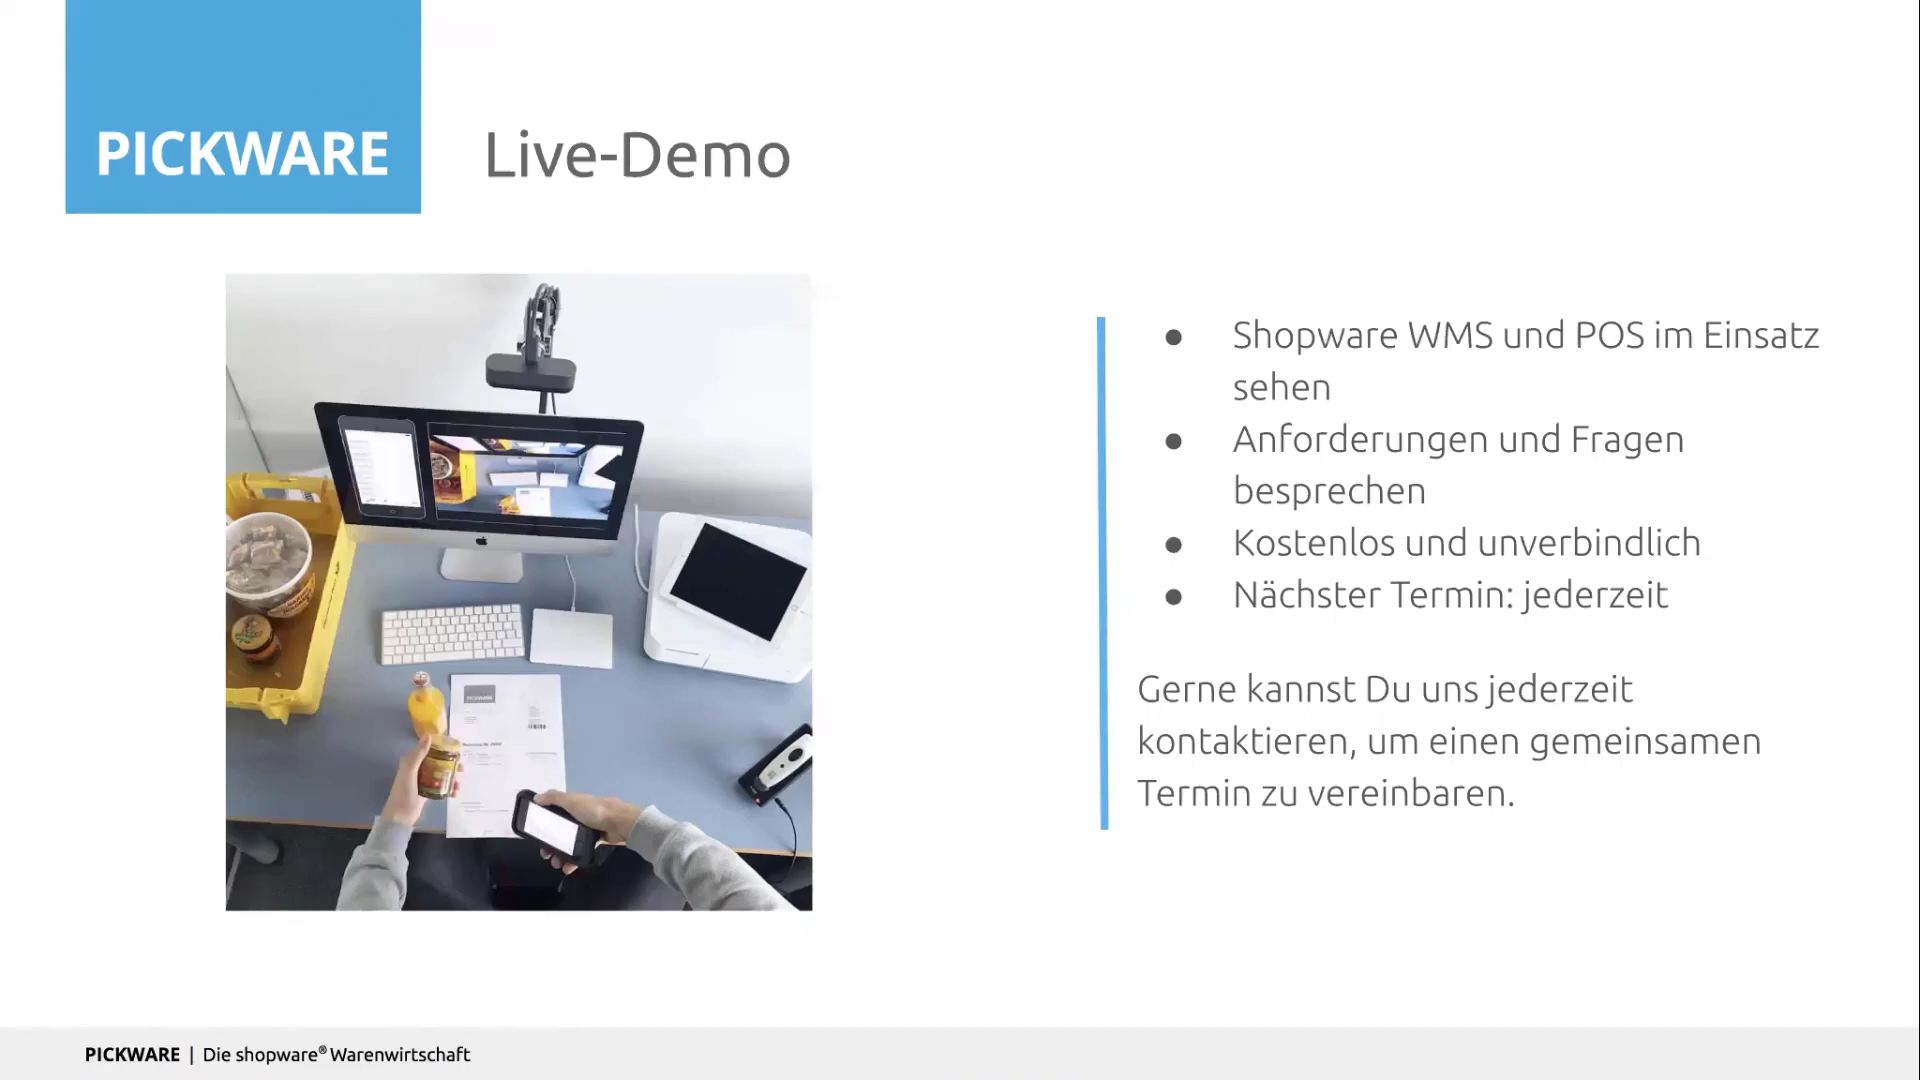 PICKWARE
Live-Demo
● Shopware WMS und POS im Einsatz
sehen
● Anforderungen und Fragen
besprechen
● Kostenlos und unverbindlich
● Nächster Termin: jederzeit
Gerne kannst Du uns jederzeit
kontaktieren, um einen gemeinsamen
Termin zu vereinbaren.
PICKWARE
PICKWARE | Die shopware® Warenwirtschaft